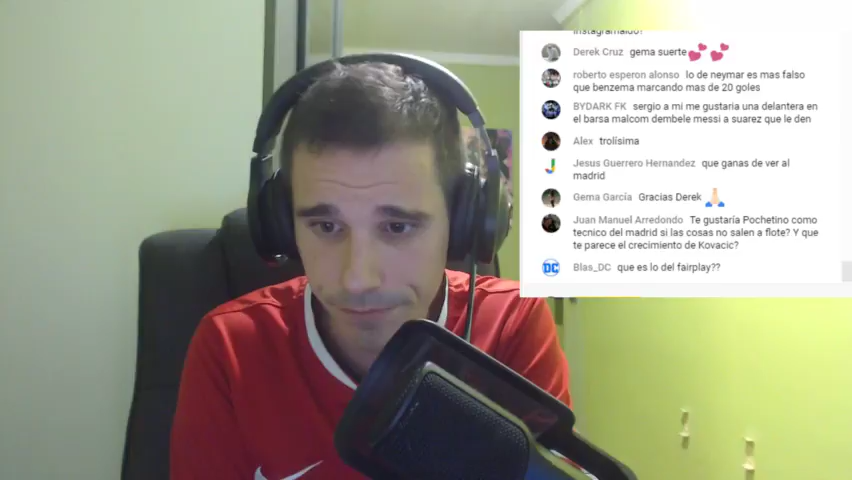 instagramaldo?
Derek Cruz gema suerte💕 💕
roberto esperon alonso lo de neymar es mas falso
que benzema marcando mas de 20 goles
BYDARK FK sergio a mi me gustaria una delantera en
el barsa malcom dembele messi a suarez que le den
Alex trolísima
Jesus Guerrero Hernandez que ganas de ver al
madrid
Gema García Gracias Derek 🙏
Juan Manuel Arredondo Te gustaría Pochetino como
tecnico del madrid si las cosas no salen a flote? Y que
te parece el crecimiento de Kovacic?
DC Blas_DC que es lo del fairplay??